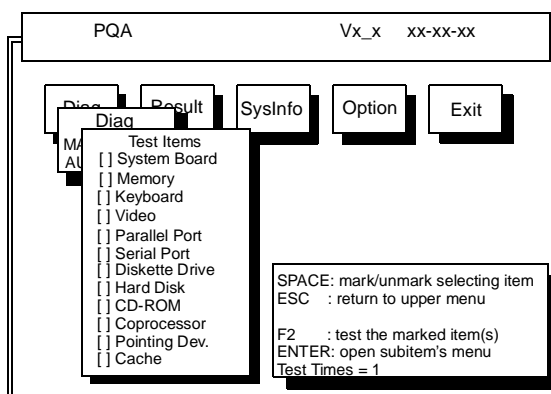 PQA Vx_x xx-xx-xx
Diag Result SysInfo Option Exit
Diag
MA
AU
Test Items
[ ] System Board
[ ] Memory
[ ] Keyboard
[ ] Video
[ ] Parallel Port
[ ] Serial Port
[ ] Diskette Drive
[ ] Hard Disk
[ ] CD-ROM
[ ] Coprocessor
[ ] Pointing Dev.
[ ] Cache
SPACE: mark/unmark selecting item
ESC : return to upper menu
F2 : test the marked item(s)
ENTER: open subitem's menu
Test Times = 1